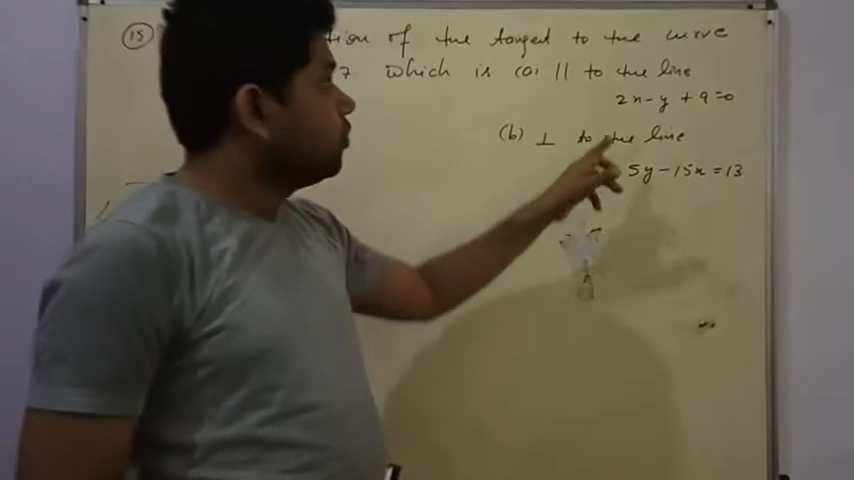 (15) tion of the tangent to the curve
7 which is (a) || to the line
2x-y+9=0
(b) ⊥ to the line
5y-15x=13